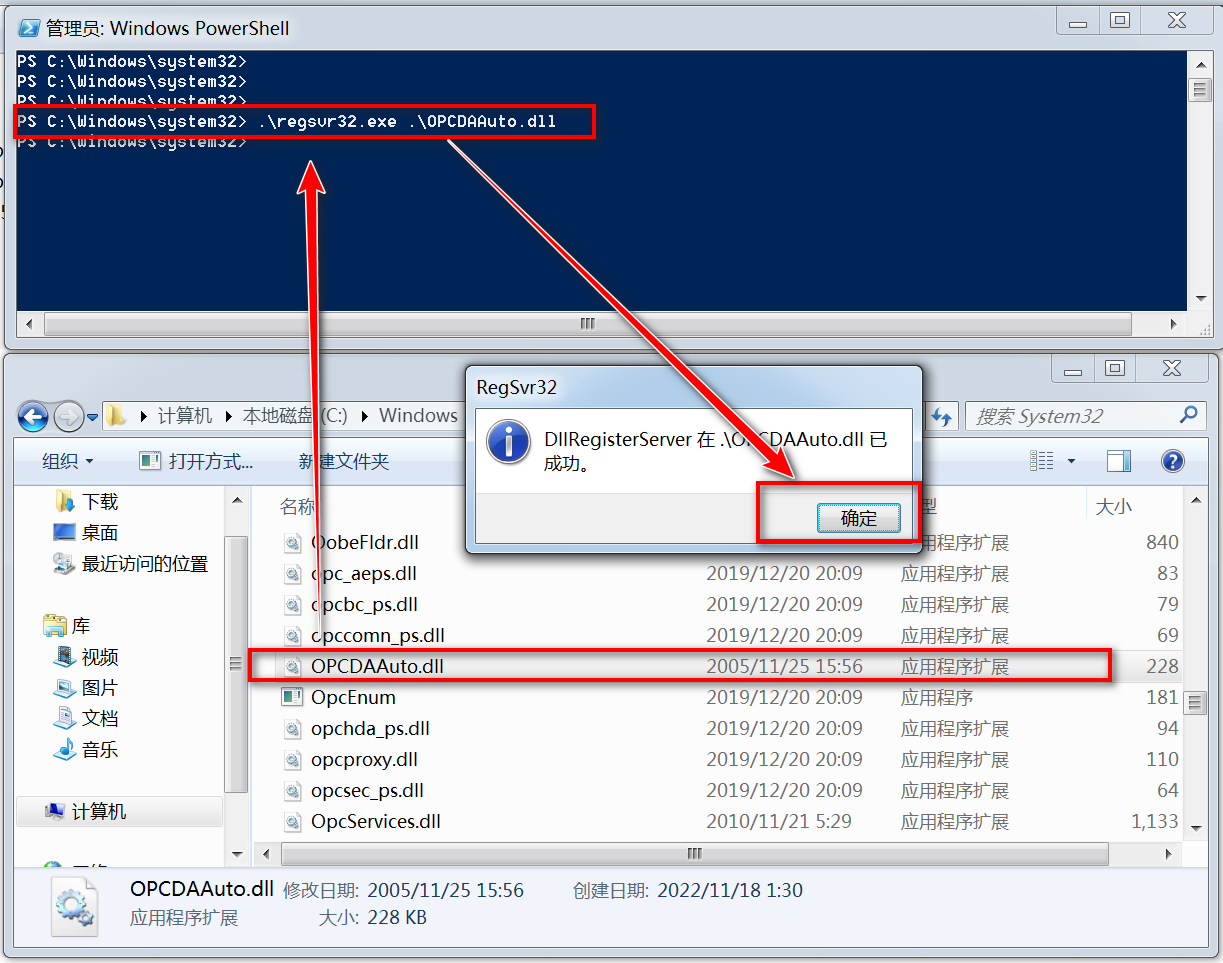 管理员: Windows PowerShell
PS C:\Windows\system32>
PS C:\Windows\system32>
PS C:\Windows\system32>
PS C:\Windows\system32> .\regsvr32.exe .\OPCDAAuto.dll
PS C:\Windows\system32>
计算机 本地磁盘 (C:) Windows
搜索 System32
组织 打开方式... 新建文件夹
RegSvr32
DllRegisterServer 在 .\OPCDAAuto.dll 已
成功。
确定
下载
桌面
最近访问的位置
库
视频
图片
文档
音乐
计算机
名称 型 大小
OobeFldr.dll 用程序扩展 840
opc_aeps.dll 2019/12/20 20:09 应用程序扩展 83
opcbc_ps.dll 2019/12/20 20:09 应用程序扩展 79
opccomn_ps.dll 2019/12/20 20:09 应用程序扩展 69
OPCDAAuto.dll 2005/11/25 15:56 应用程序扩展 228
OpcEnum 2019/12/20 20:09 应用程序 181
opchda_ps.dll 2019/12/20 20:09 应用程序扩展 94
opcproxy.dll 2019/12/20 20:09 应用程序扩展 110
opcsec_ps.dll 2019/12/20 20:09 应用程序扩展 64
OpcServices.dll 2010/11/21 5:29 应用程序扩展 1,133
OPCDAAuto.dll 修改日期: 2005/11/25 15:56 创建日期: 2022/11/18 1:30
应用程序扩展 大小: 228 KB